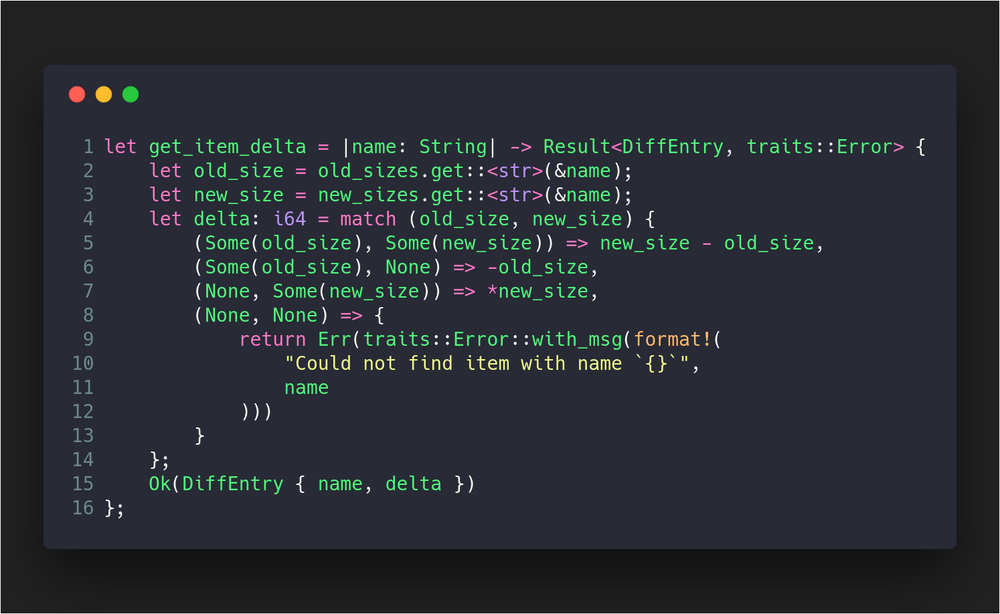 1 let get_item_delta = |name: String| -> Result<DiffEntry, traits::Error> {
2     let old_size = old_sizes.get::<str>(&name);
3     let new_size = new_sizes.get::<str>(&name);
4     let delta: i64 = match (old_size, new_size) {
5         (Some(old_size), Some(new_size)) => new_size - old_size,
6         (Some(old_size), None) => -old_size,
7         (None, Some(new_size)) => *new_size,
8         (None, None) => {
9             return Err(traits::Error::with_msg(format!(
10                 "Could not find item with name `{}`",
11                 name
12             )))
13         }
14     };
15     Ok(DiffEntry { name, delta })
16 };